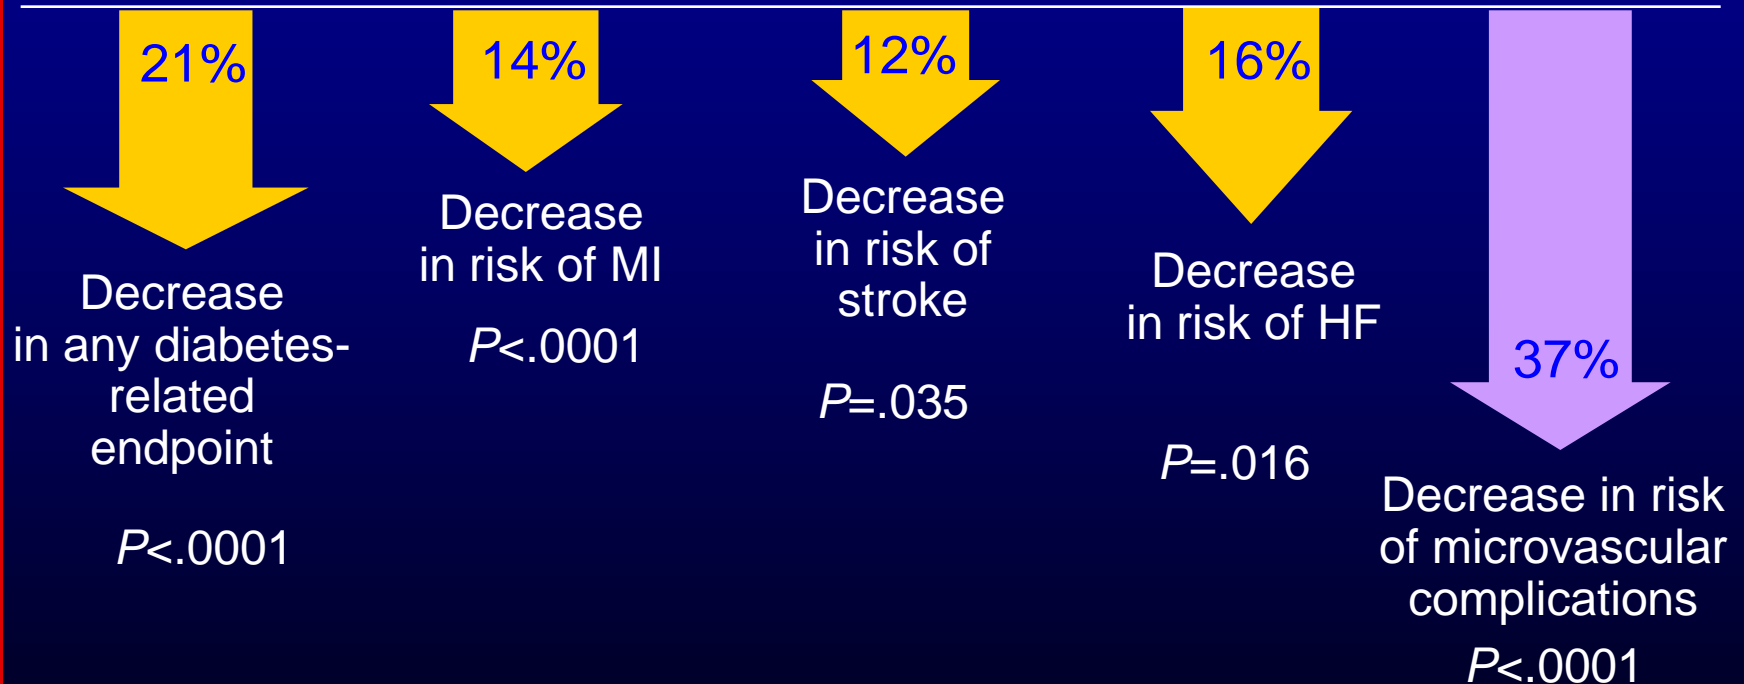 21%
Decrease
in any diabetes-
related
endpoint
P<.0001
14%
Decrease
in risk of MI
P<.0001
12%
Decrease
in risk of
stroke
P=.035
16%
Decrease
in risk of HF
P=.016
37%
Decrease in risk
of microvascular
complications
P<.0001